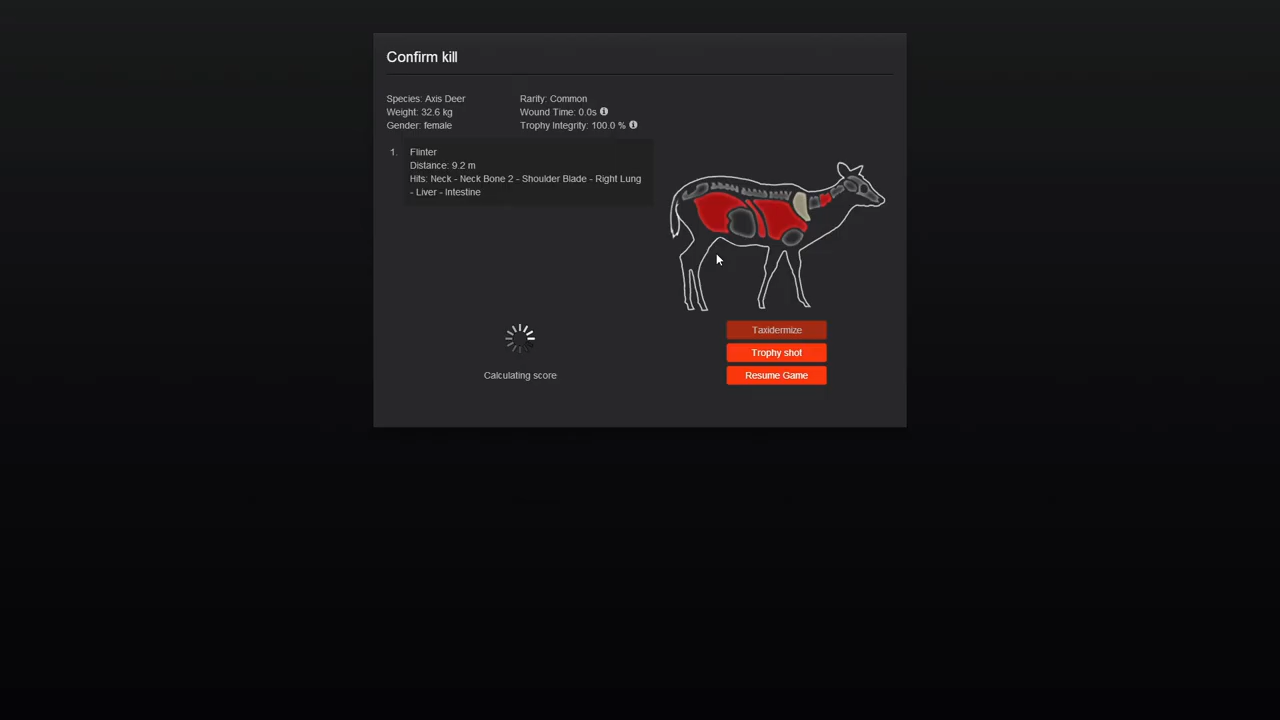 Confirm kill
Species: Axis Deer
Weight: 32.6 kg
Gender: female
Rarity: Common
Wound Time: 0.0s
Trophy Integrity: 100.0 %
1.
Flinter
Distance: 9.2 m
Hits: Neck - Neck Bone 2 - Shoulder Blade - Right Lung
- Liver - Intestine
Calculating score
Taxidermize
Trophy shot
Resume Game